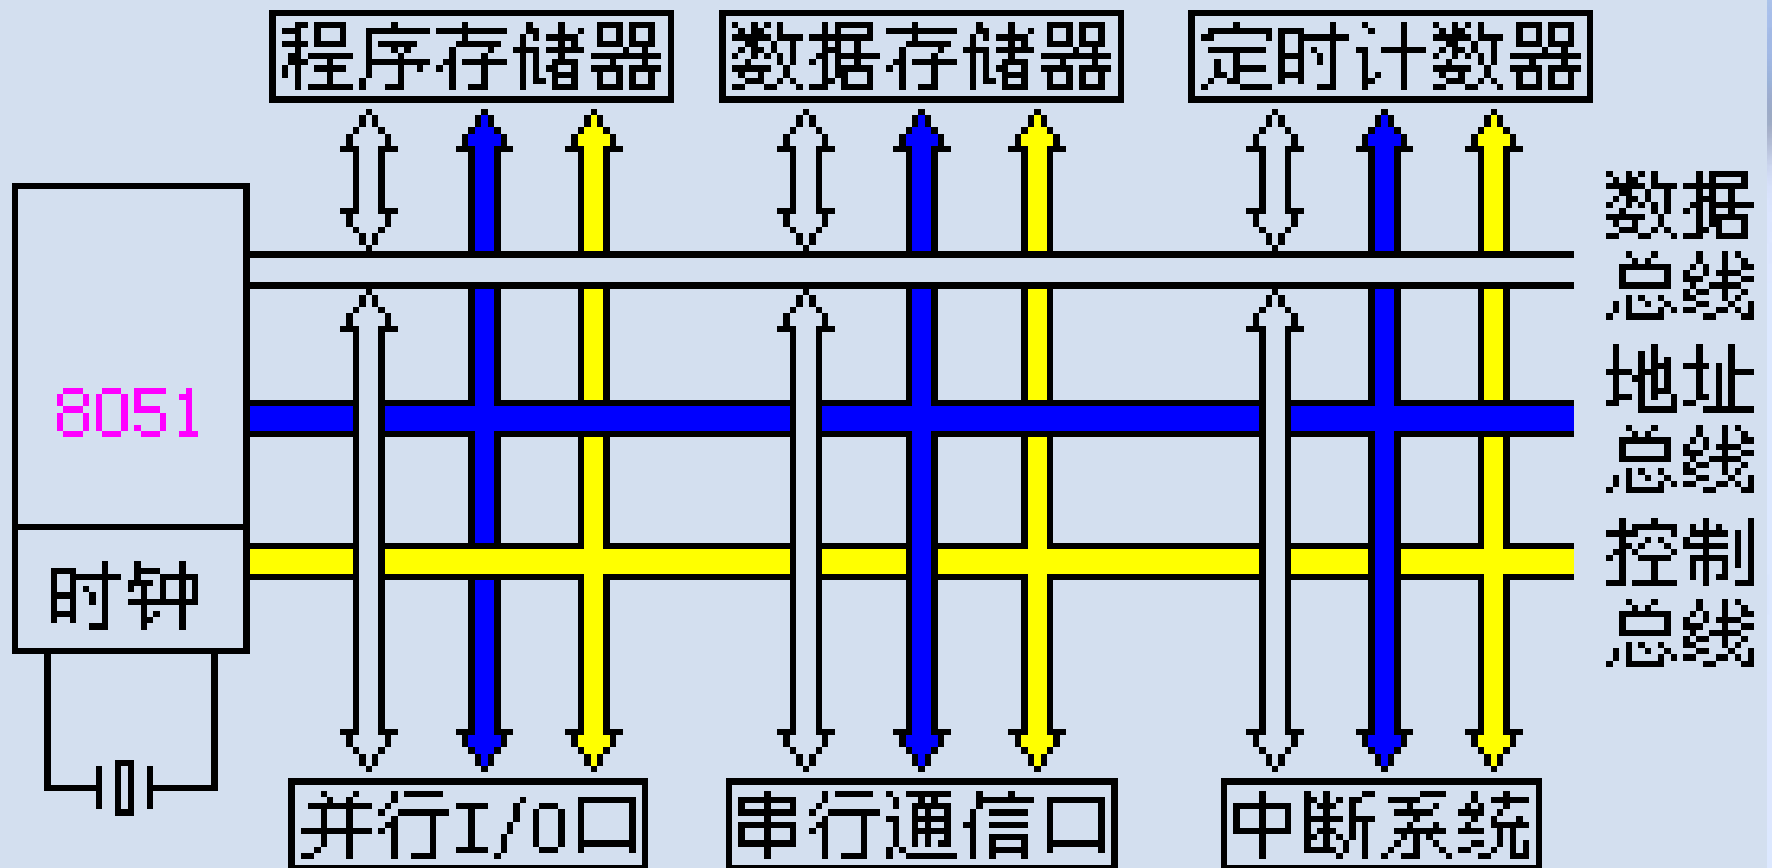 程序存储器
数据存储器
定时计数器
数据
总线
地址
总线
控制
总线
8051
时钟
并行I/O口
串行通信口
中断系统